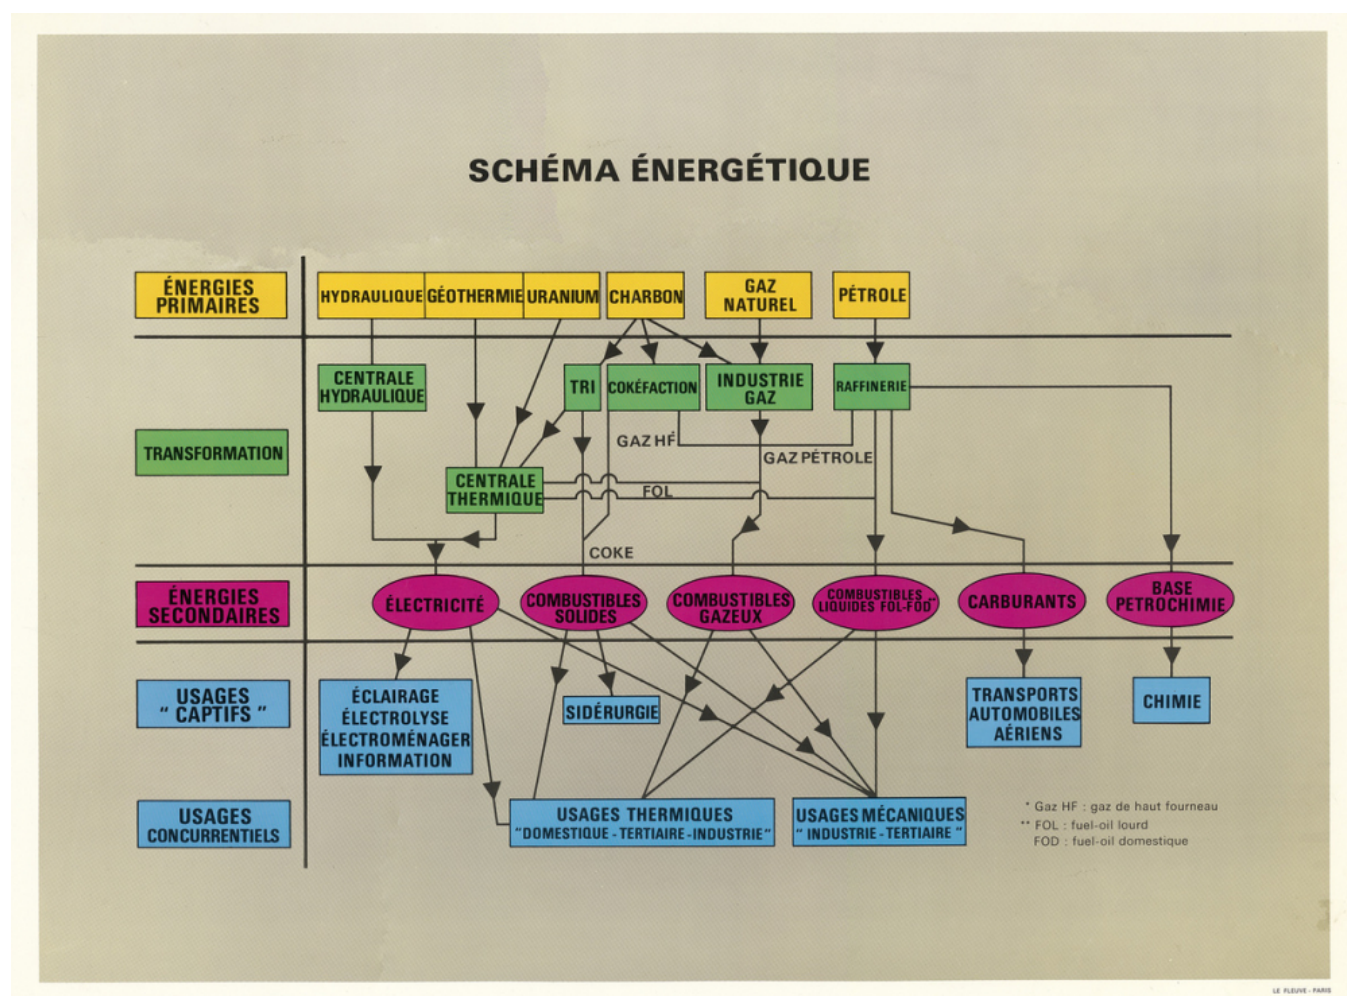 SCHÉMA ÉNERGÉTIQUE
ÉNERGIES
PRIMAIRES
HYDRAULIQUE
GÉOTHERMIE
URANIUM
CHARBON
GAZ
NATUREL
PÉTROLE
TRANSFORMATION
CENTRALE
HYDRAULIQUE
TRI
COKÉFACTION
INDUSTRIE
GAZ
RAFFINERIE
GAZ HF
GAZ PÉTROLE
CENTRALE
THERMIQUE
FOL
COKE
ÉNERGIES
SECONDAIRES
ÉLECTRICITÉ
COMBUSTIBLES
SOLIDES
COMBUSTIBLES
GAZEUX
COMBUSTIBLES
LIQUIDES FOL-FOD**
CARBURANTS
BASE
PETROCHIMIE
USAGES
" CAPTIFS "
ÉCLAIRAGE
ÉLECTROLYSE
ÉLECTROMÉNAGER
INFORMATION
SIDÉRURGIE
TRANSPORTS
AUTOMOBILES
AÉRIENS
CHIMIE
USAGES
CONCURRENTIELS
USAGES THERMIQUES
"DOMESTIQUE - TERTIAIRE - INDUSTRIE"
USAGES MÉCANIQUES
" INDUSTRIE - TERTIAIRE "
* Gaz HF : gaz de haut fourneau
** FOL : fuel-oil lourd
FOD : fuel-oil domestique
LE FLEUVE - PARIS